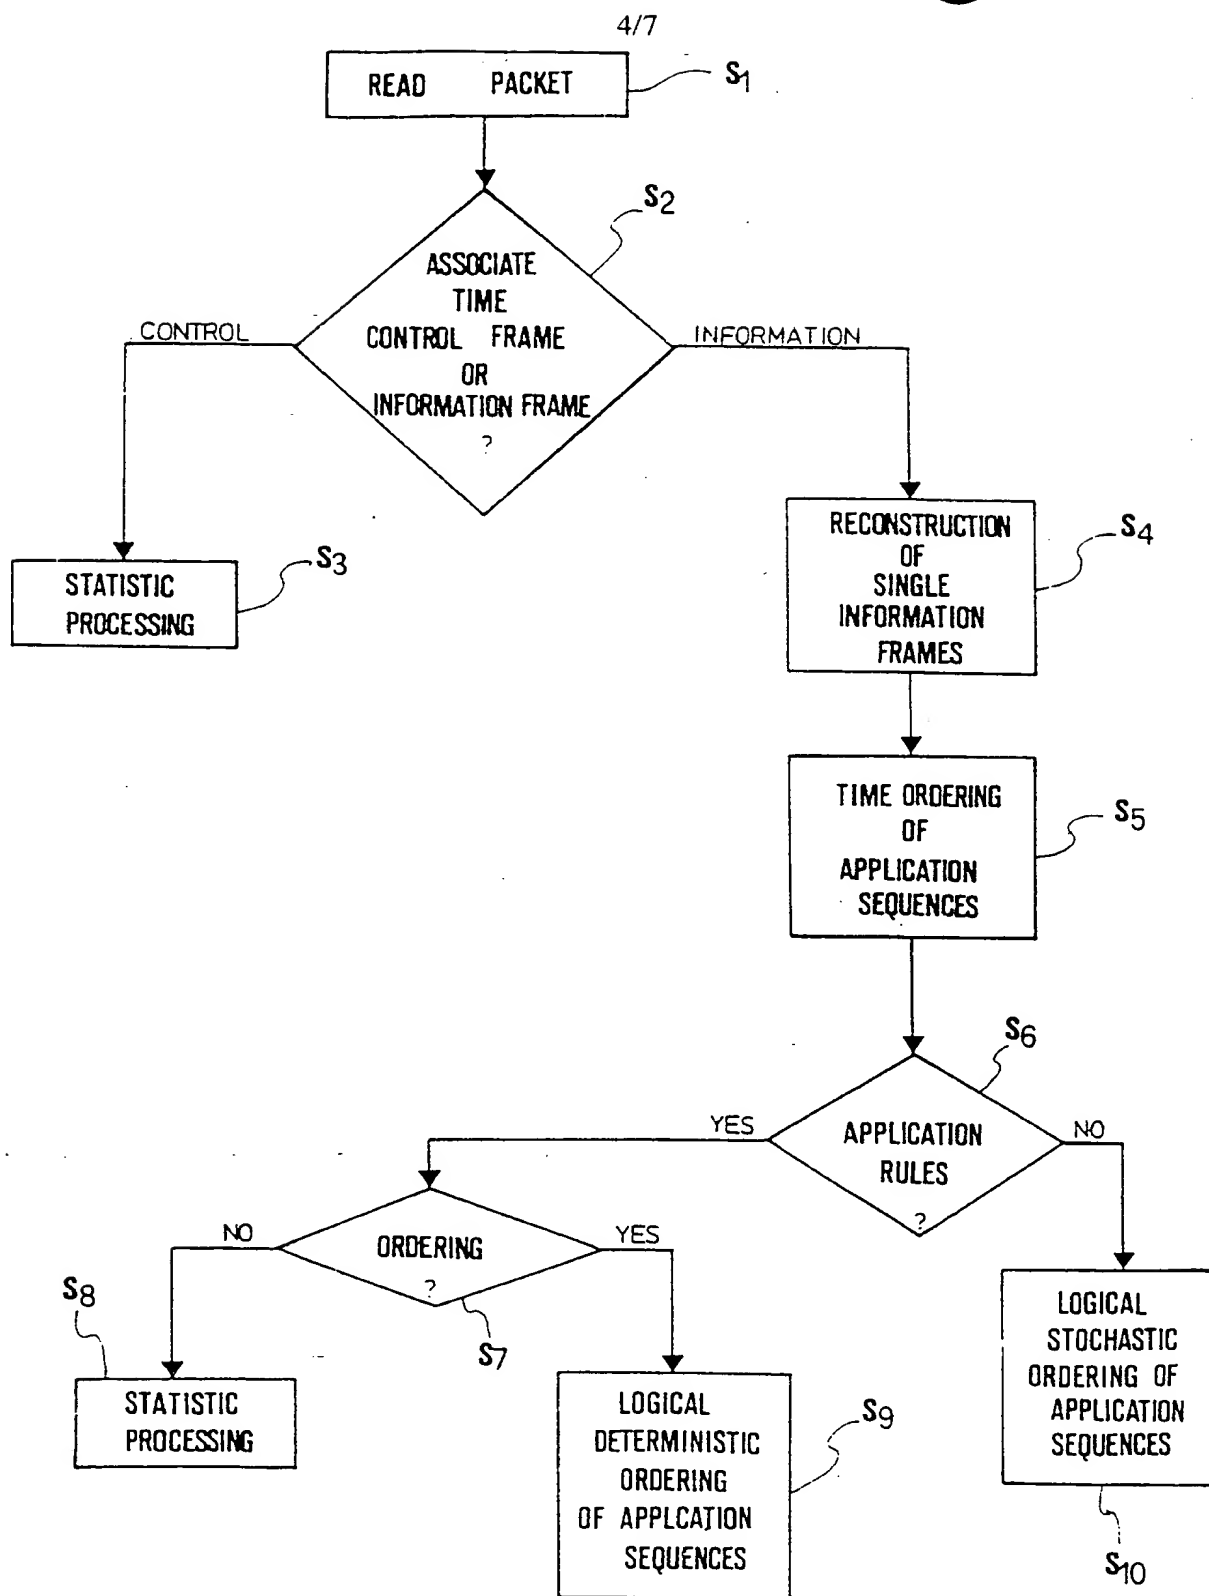 4/7
READ PACKET
S1
S2
ASSOCIATE
TIME
CONTROL FRAME
OR
INFORMATION FRAME
?
CONTROL
INFORMATION
S3
STATISTIC
PROCESSING
RECONSTRUCTION
OF
SINGLE
INFORMATION
FRAMES
S4
TIME ORDERING
OF
APPLICATION
SEQUENCES
S5
S6
APPLICATION
RULES
?
YES
NO
ORDERING
?
NO
YES
S7
S8
STATISTIC
PROCESSING
LOGICAL
DETERMINISTIC
ORDERING
OF APPLCATION
SEQUENCES
S9
LOGICAL
STOCHASTIC
ORDERING OF
APPLICATION
SEQUENCES
S10